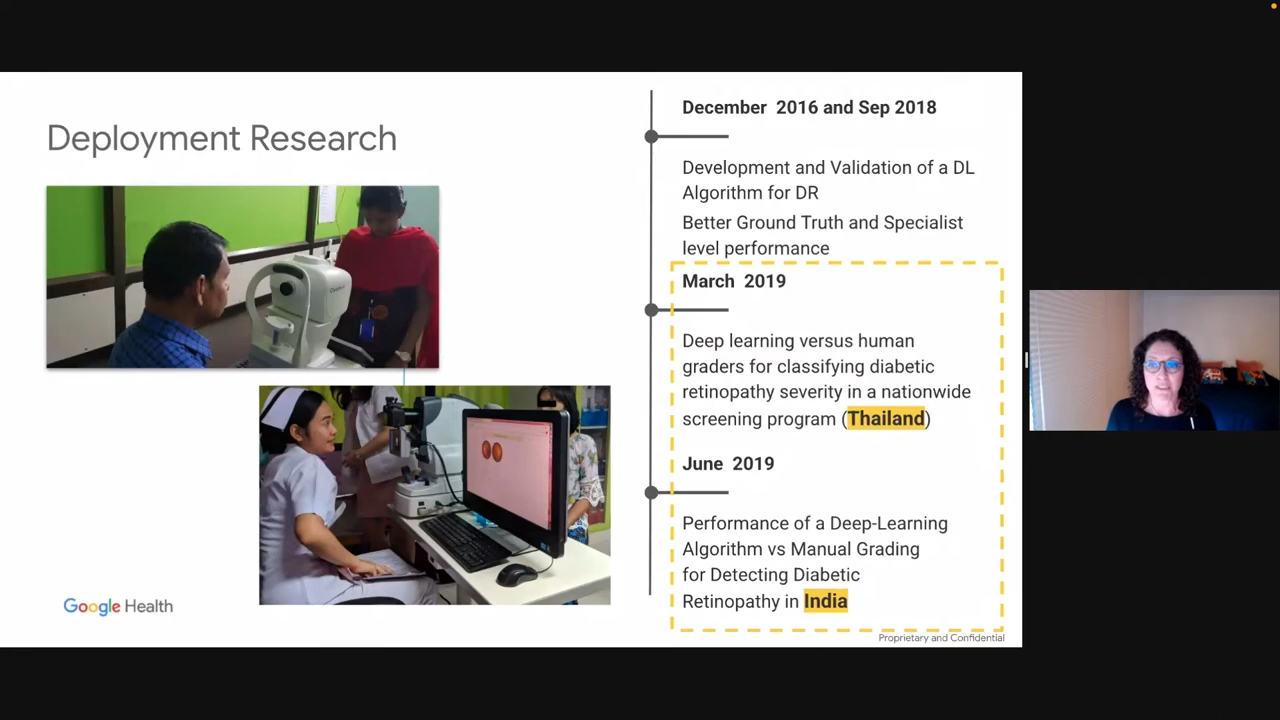 Deployment Research
December 2016 and Sep 2018
Development and Validation of a DL
Algorithm for DR
Better Ground Truth and Specialist
level performance
March 2019
Deep learning versus human
graders for classifying diabetic
retinopathy severity in a nationwide
screening program (Thailand)
June 2019
Performance of a Deep-Learning
Algorithm vs Manual Grading
for Detecting Diabetic
Retinopathy in India
Google Health
Proprietary and Confidential